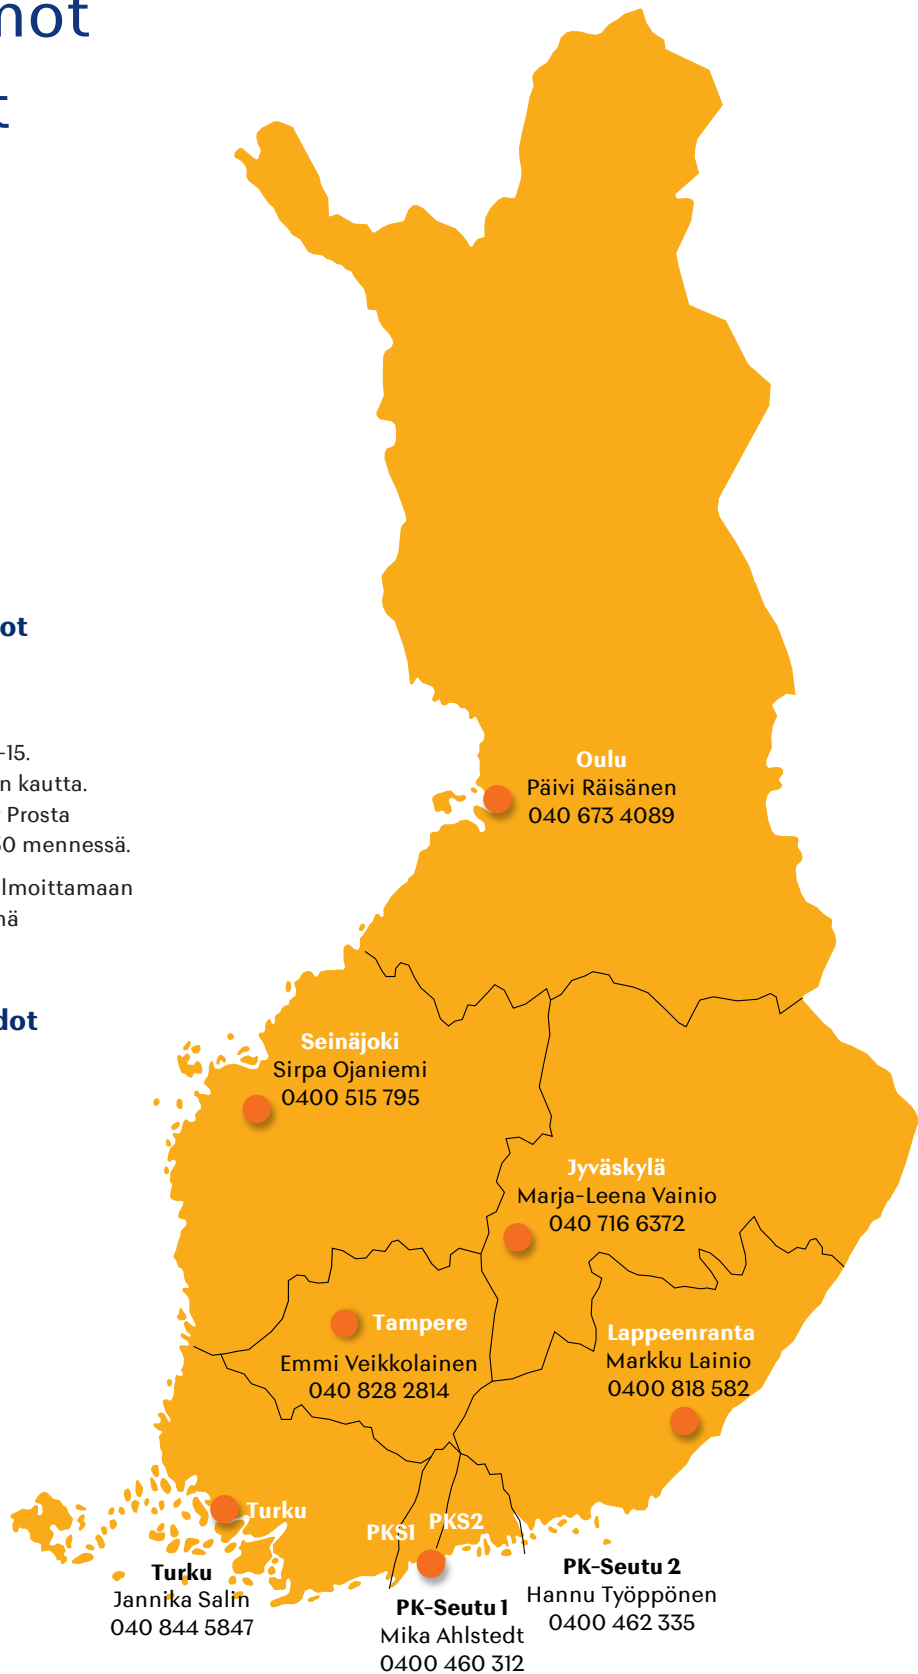 not
t
ot
-15.
n kautta.
Prosta
50 mennessä.
lmoittamaan
nä
dot
Oulu
Päivi Räisänen
040 673 4089
Seinäjoki
Sirpa Ojaniemi
0400 515 795
Jyväskylä
Marja-Leena Vainio
040 716 6372
Tampere
Emmi Veikkolainen
040 828 2814
Lappeenranta
Markku Lainio
0400 818 582
Turku
PKS1
PKS2
Turku
Jannika Salin
040 844 5847
PK-Seutu 1
Mika Ahlstedt
0400 460 312
PK-Seutu 2
Hannu Työppönen
0400 462 335